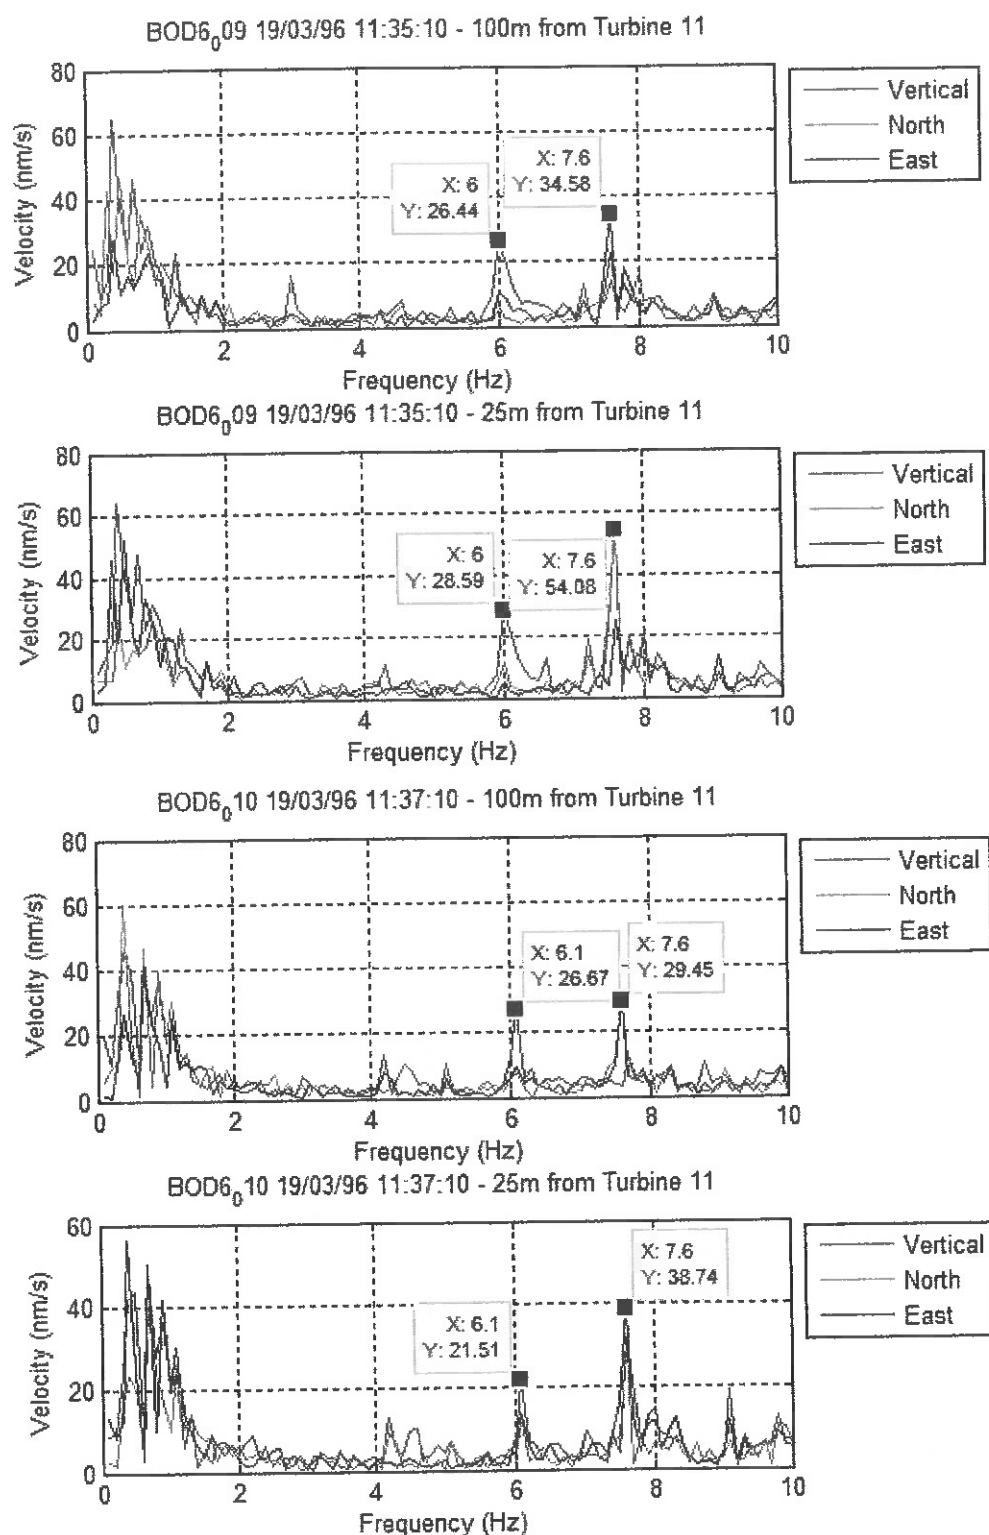 BOD6₀09 19/03/96 11:35:10 - 100m from Turbine 11
80
60
40
20
0
Velocity (nm/s)
X: 6
Y: 26.44
X: 7.6
Y: 34.58
Vertical
North
East
0 2 4 6 8 10
Frequency (Hz)
BOD6₀09 19/03/96 11:35:10 - 25m from Turbine 11
80
60
40
20
0
Velocity (nm/s)
X: 6
Y: 28.59
X: 7.6
Y: 54.08
Vertical
North
East
0 2 4 6 8 10
Frequency (Hz)
BOD6₀10 19/03/96 11:37:10 - 100m from Turbine 11
80
60
40
20
0
Velocity (nm/s)
X: 6.1
Y: 26.67
X: 7.6
Y: 29.45
Vertical
North
East
0 2 4 6 8 10
Frequency (Hz)
BOD6₀10 19/03/96 11:37:10 - 25m from Turbine 11
60
40
20
0
Velocity (nm/s)
X: 6.1
Y: 21.51
X: 7.6
Y: 38.74
Vertical
North
East
0 2 4 6 8 10
Frequency (Hz)